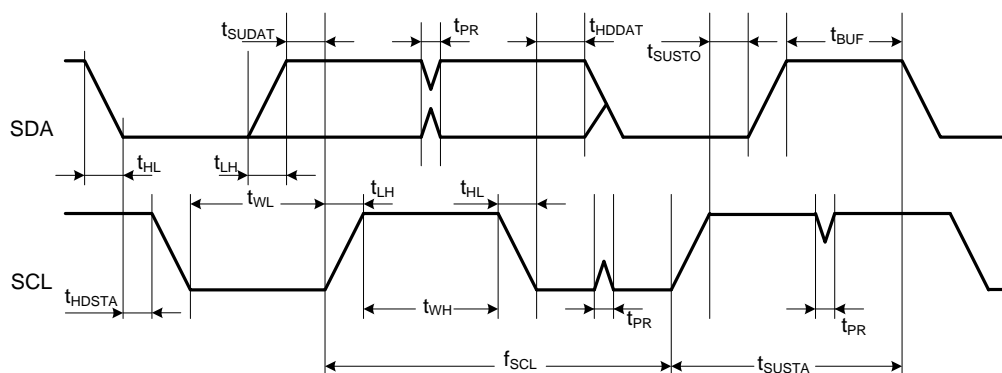 tSUDAT tPR tHDDAT tSUSTO tBUF
SDA
tHL tLH tWL tLH tHL
SCL
tHDSTA tWH tPR tPR
fSCL tSUSTA